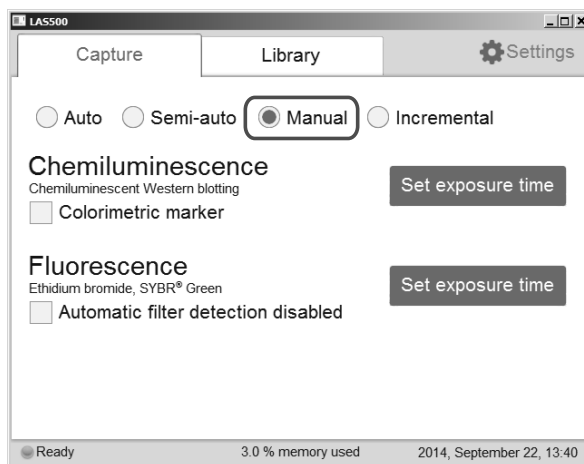 LAS500
Capture Library Settings
Auto Semi-auto Manual Incremental
Chemiluminescence
Chemiluminescent Western blotting
Set exposure time
Colorimetric marker
Fluorescence
Ethidium bromide, SYBR® Green
Set exposure time
Automatic filter detection disabled
Ready 3.0 % memory used 2014, September 22, 13:40